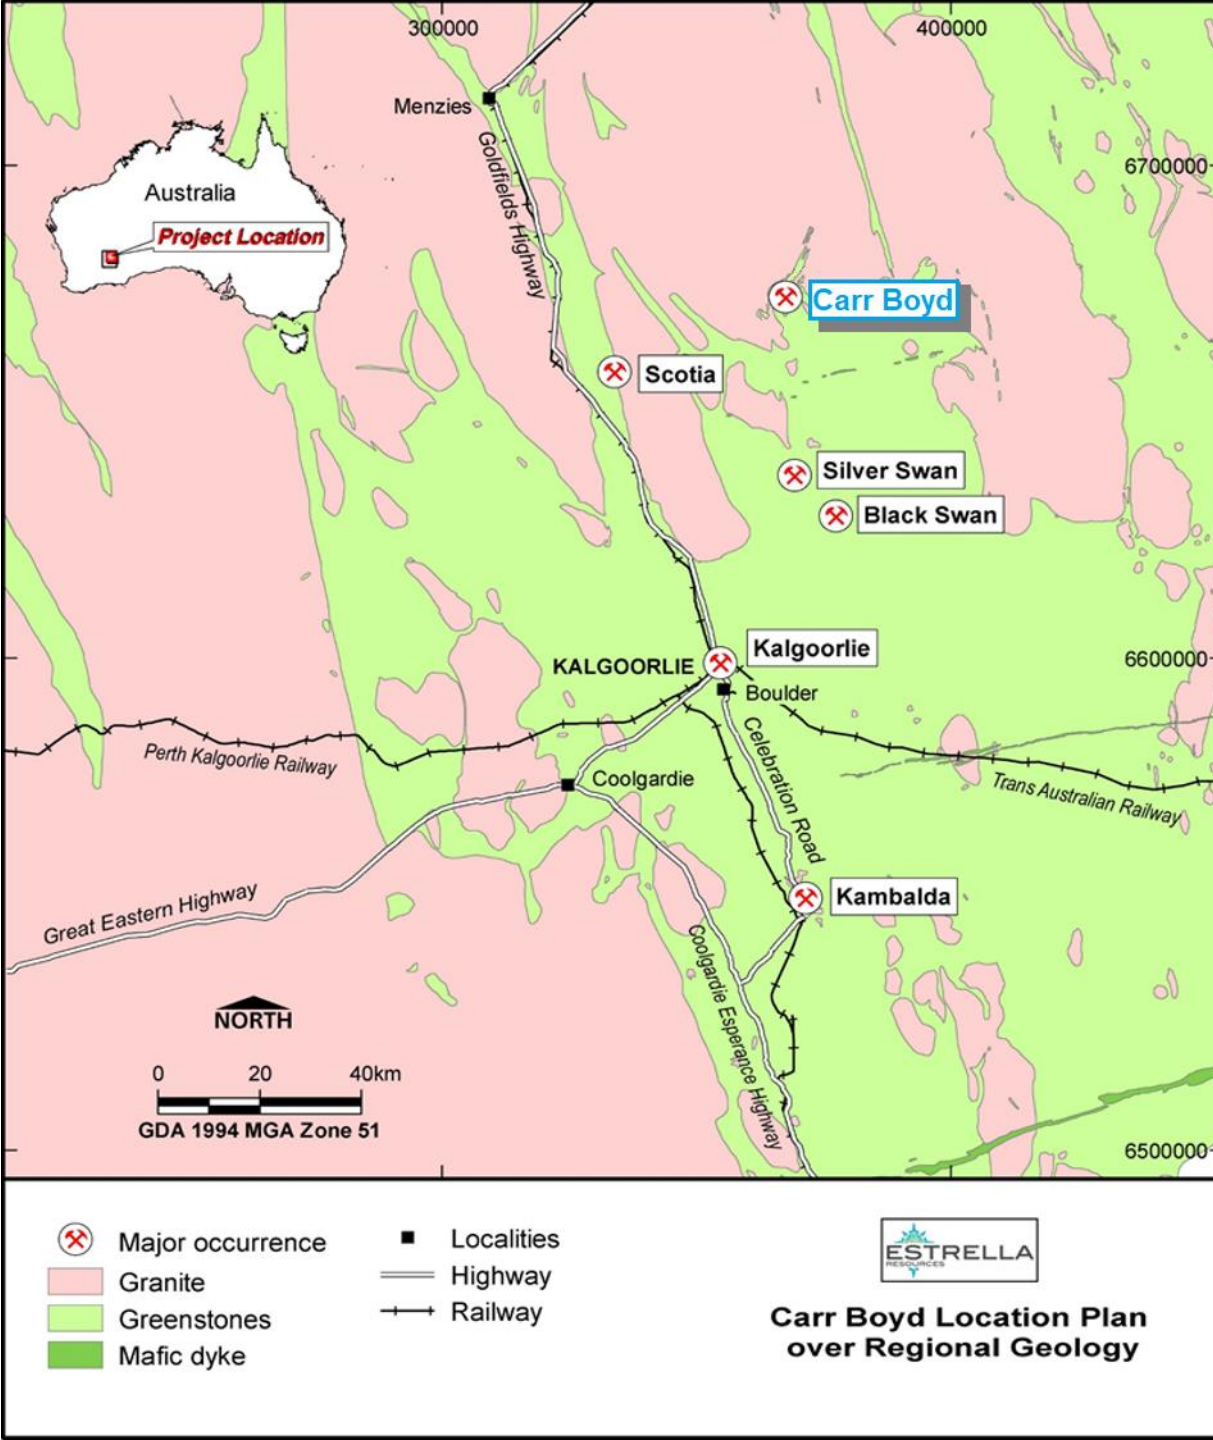 300000
400000
Menzies
Goldfields Highway
6700000
Australia
Project Location
Carr Boyd
Scotia
Silver Swan
Black Swan
KALGOORLIE
Kalgoorlie
6600000
Boulder
Perth Kalgoorlie Railway
Celebration Road
Coolgardie
Trans Australian Railway
Great Eastern Highway
Kambalda
Coolgardie Esperance Highway
NORTH
0 20 40km
GDA 1994 MGA Zone 51
6500000
Major occurrence
Granite
Greenstones
Mafic dyke
Localities
Highway
Railway
ESTRELLA
RESOURCES
Carr Boyd Location Plan
over Regional Geology